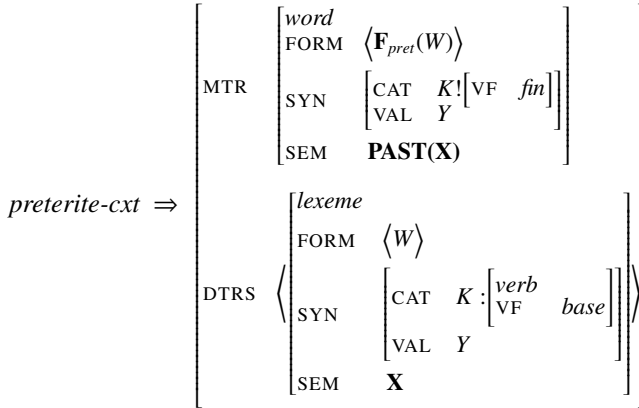 word
FORM ⟨F_pret(W)⟩
MTR SYN [CAT K![VF fin]
VAL Y]
SEM PAST(X)
preterite-cxt ⇒
lexeme
FORM ⟨W⟩
DTRS ⟨SYN [CAT K :[verb
VF base]
VAL Y]⟩
SEM X